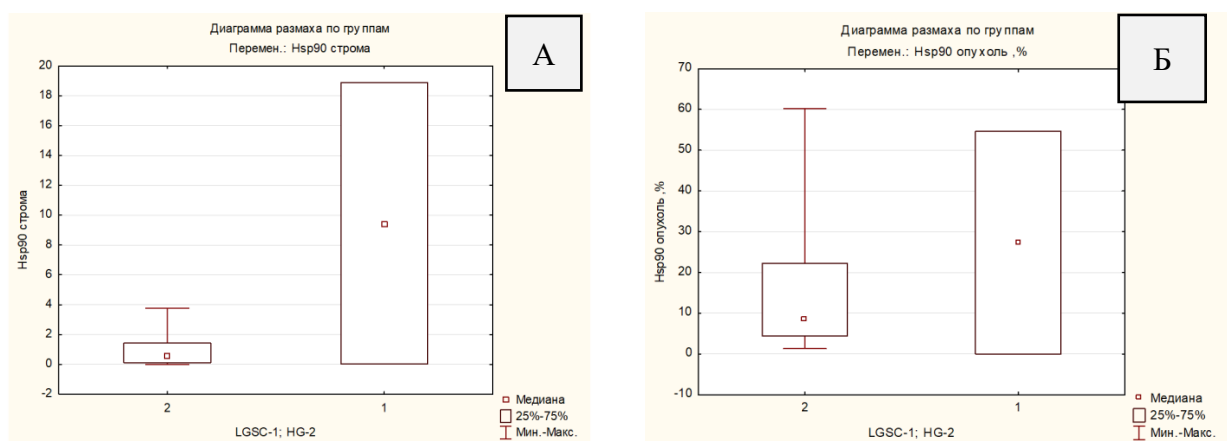 Диаграмма размаха по группам
Перемен.: Hsp90 строма
А
20
18
16
14
12
10
8
6
4
2
0
-2
Hsp90 строма
2
1
LGSC-1; HG-2
Медиана
25%-75%
Мин.-Макс.
Диаграмма размаха по группам
Перемен.: Hsp90 опухоль ,%
Б
70
60
50
40
30
20
10
0
-10
Hsp90 опухоль ,%
2
1
LGSC-1; HG-2
Медиана
25%-75%
Мин.-Макс.